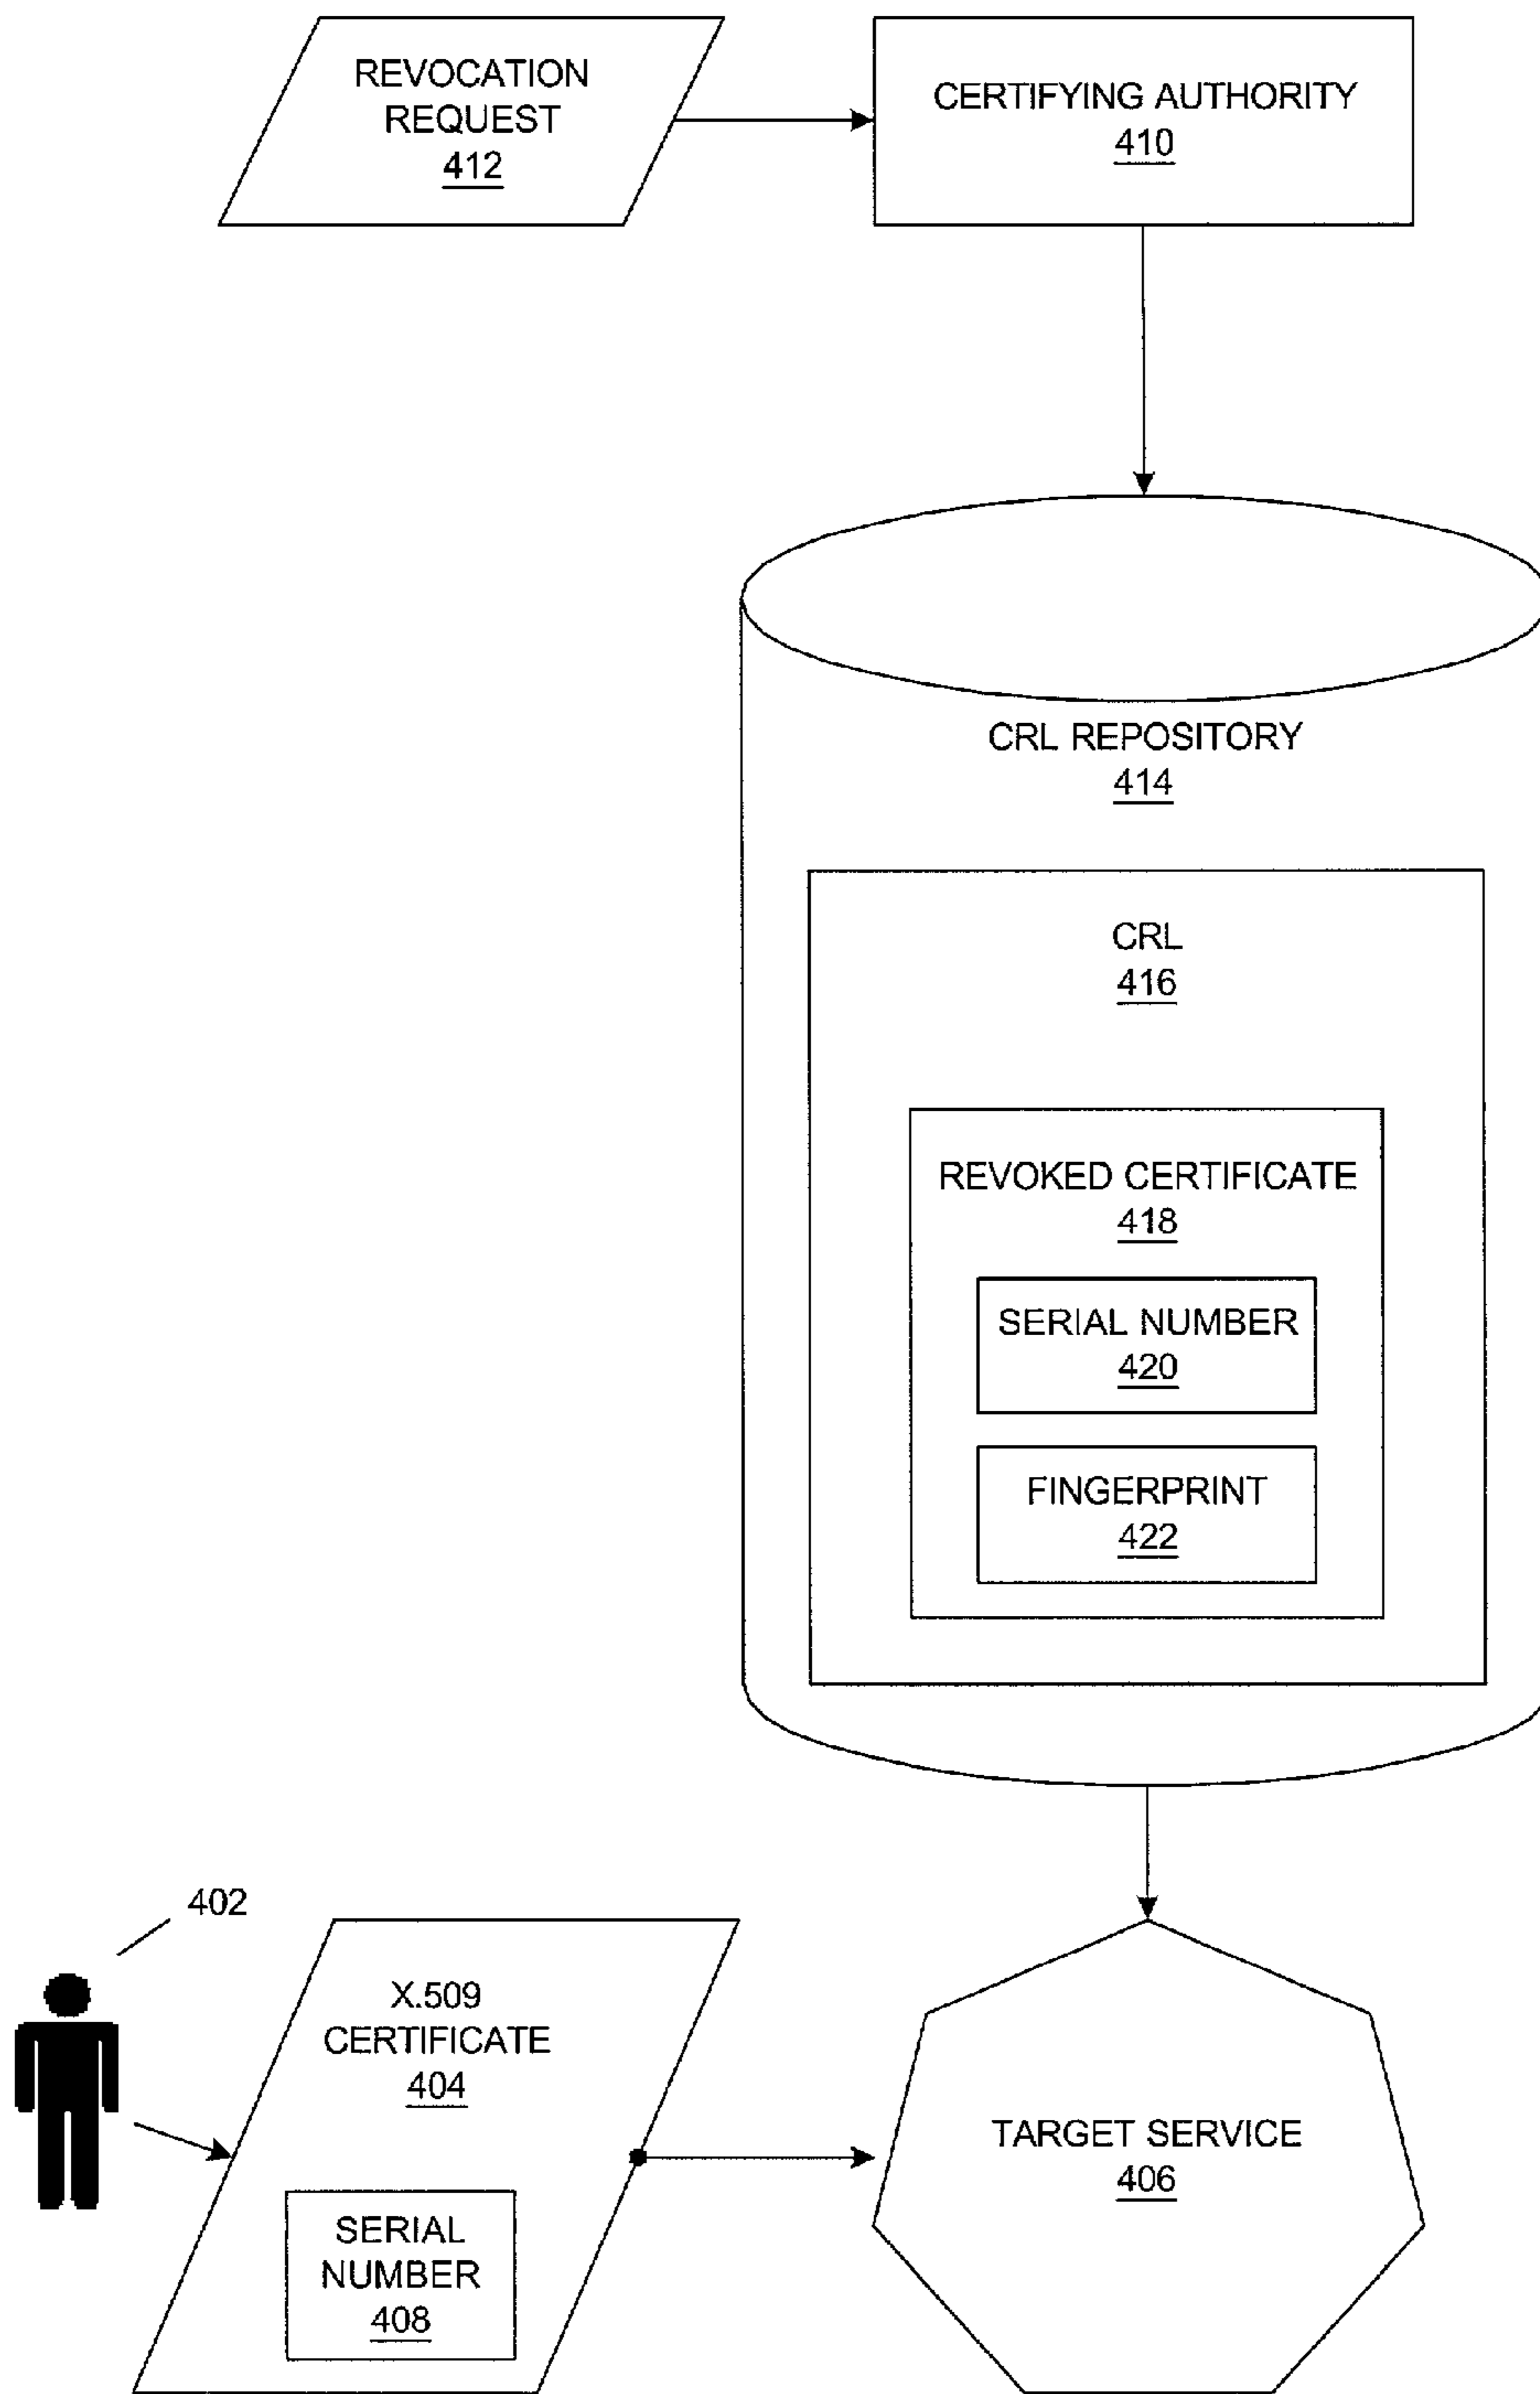 REVOCATION
REQUEST
412
CERTIFYING AUTHORITY
410
CRL REPOSITORY
414
CRL
416
REVOKED CERTIFICATE
418
SERIAL NUMBER
420
FINGERPRINT
422
402
X.509
CERTIFICATE
404
SERIAL
NUMBER
408
TARGET SERVICE
406